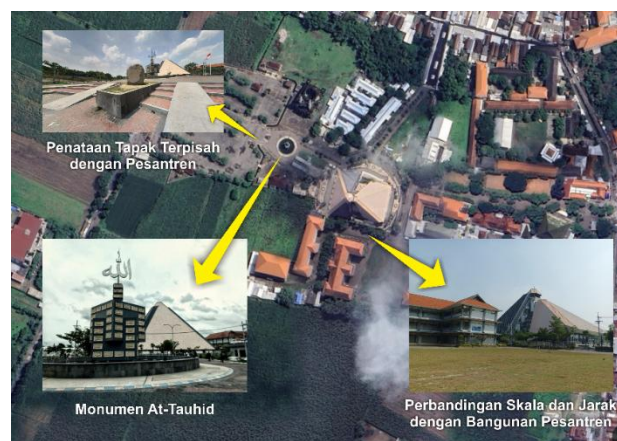 Penataan Tapak Terpisah
dengan Pesantren
الله
Monumen At-Tauhid
Perbandingan Skala dan Jarak
dengan Bangunan Pesantren